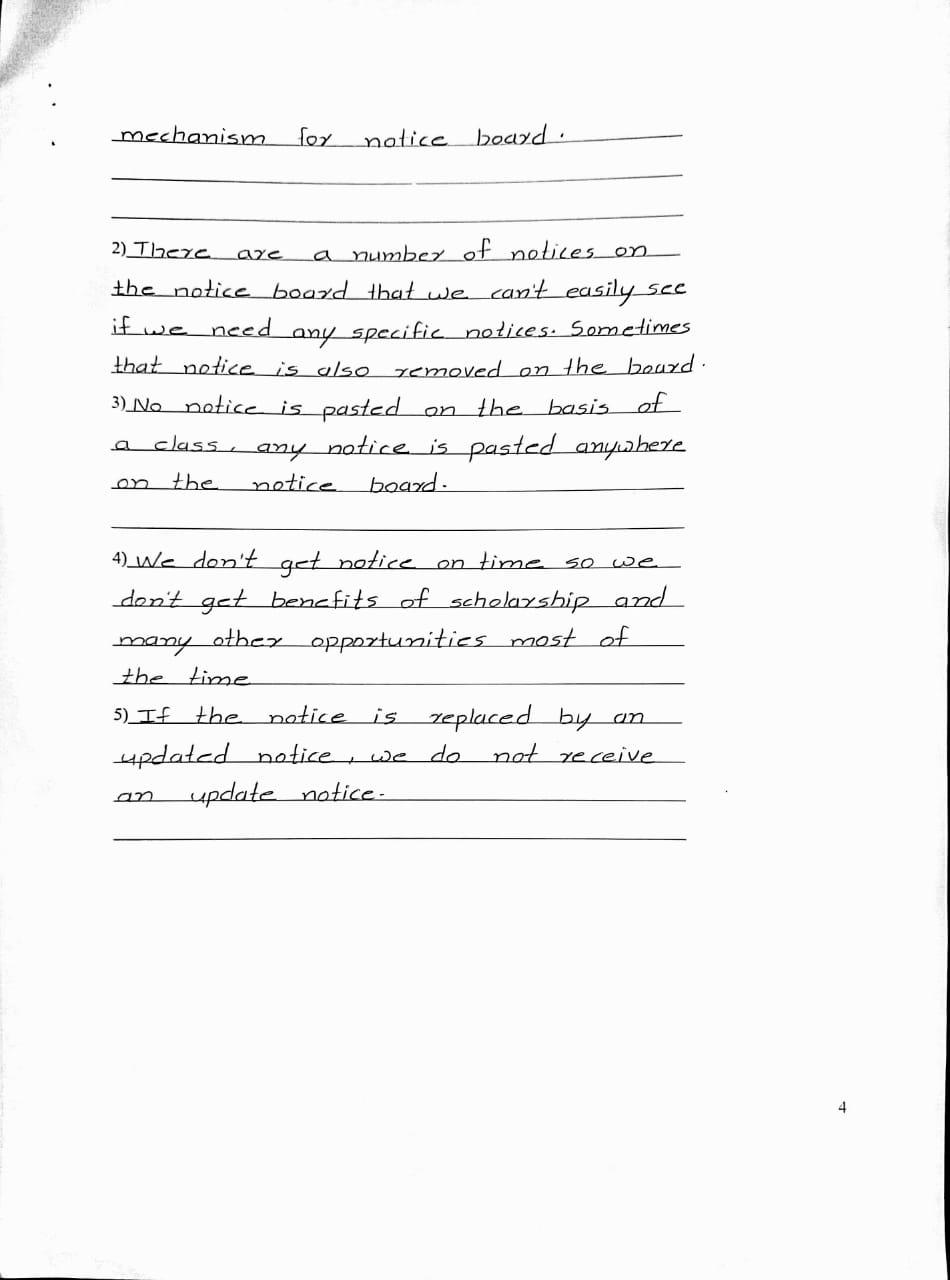 mechanism for notice board.
2) There are a number of notices on
the notice board that we can't easily see
if we need any specific notices. Sometimes
that notice is also removed on the board.
3) No notice is pasted on the basis of
a class, any notice is pasted anywhere
on the notice board.
4) We don't get notice on time so we
don't get benefits of scholarship and
many other opportunities most of
the time
5) If the notice is replaced by an
updated notice, we do not receive
an update notice.
4